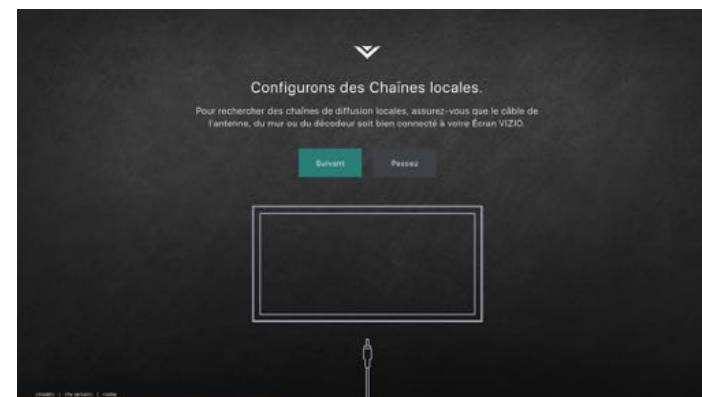 Configurons des Chaînes locales.
Pour rechercher des chaînes de diffusion locales, assurez-vous que le câble de
l'antenne, du mur ou du décodeur soit bien connecté à votre Écran VIZIO.
Suivant
Passez